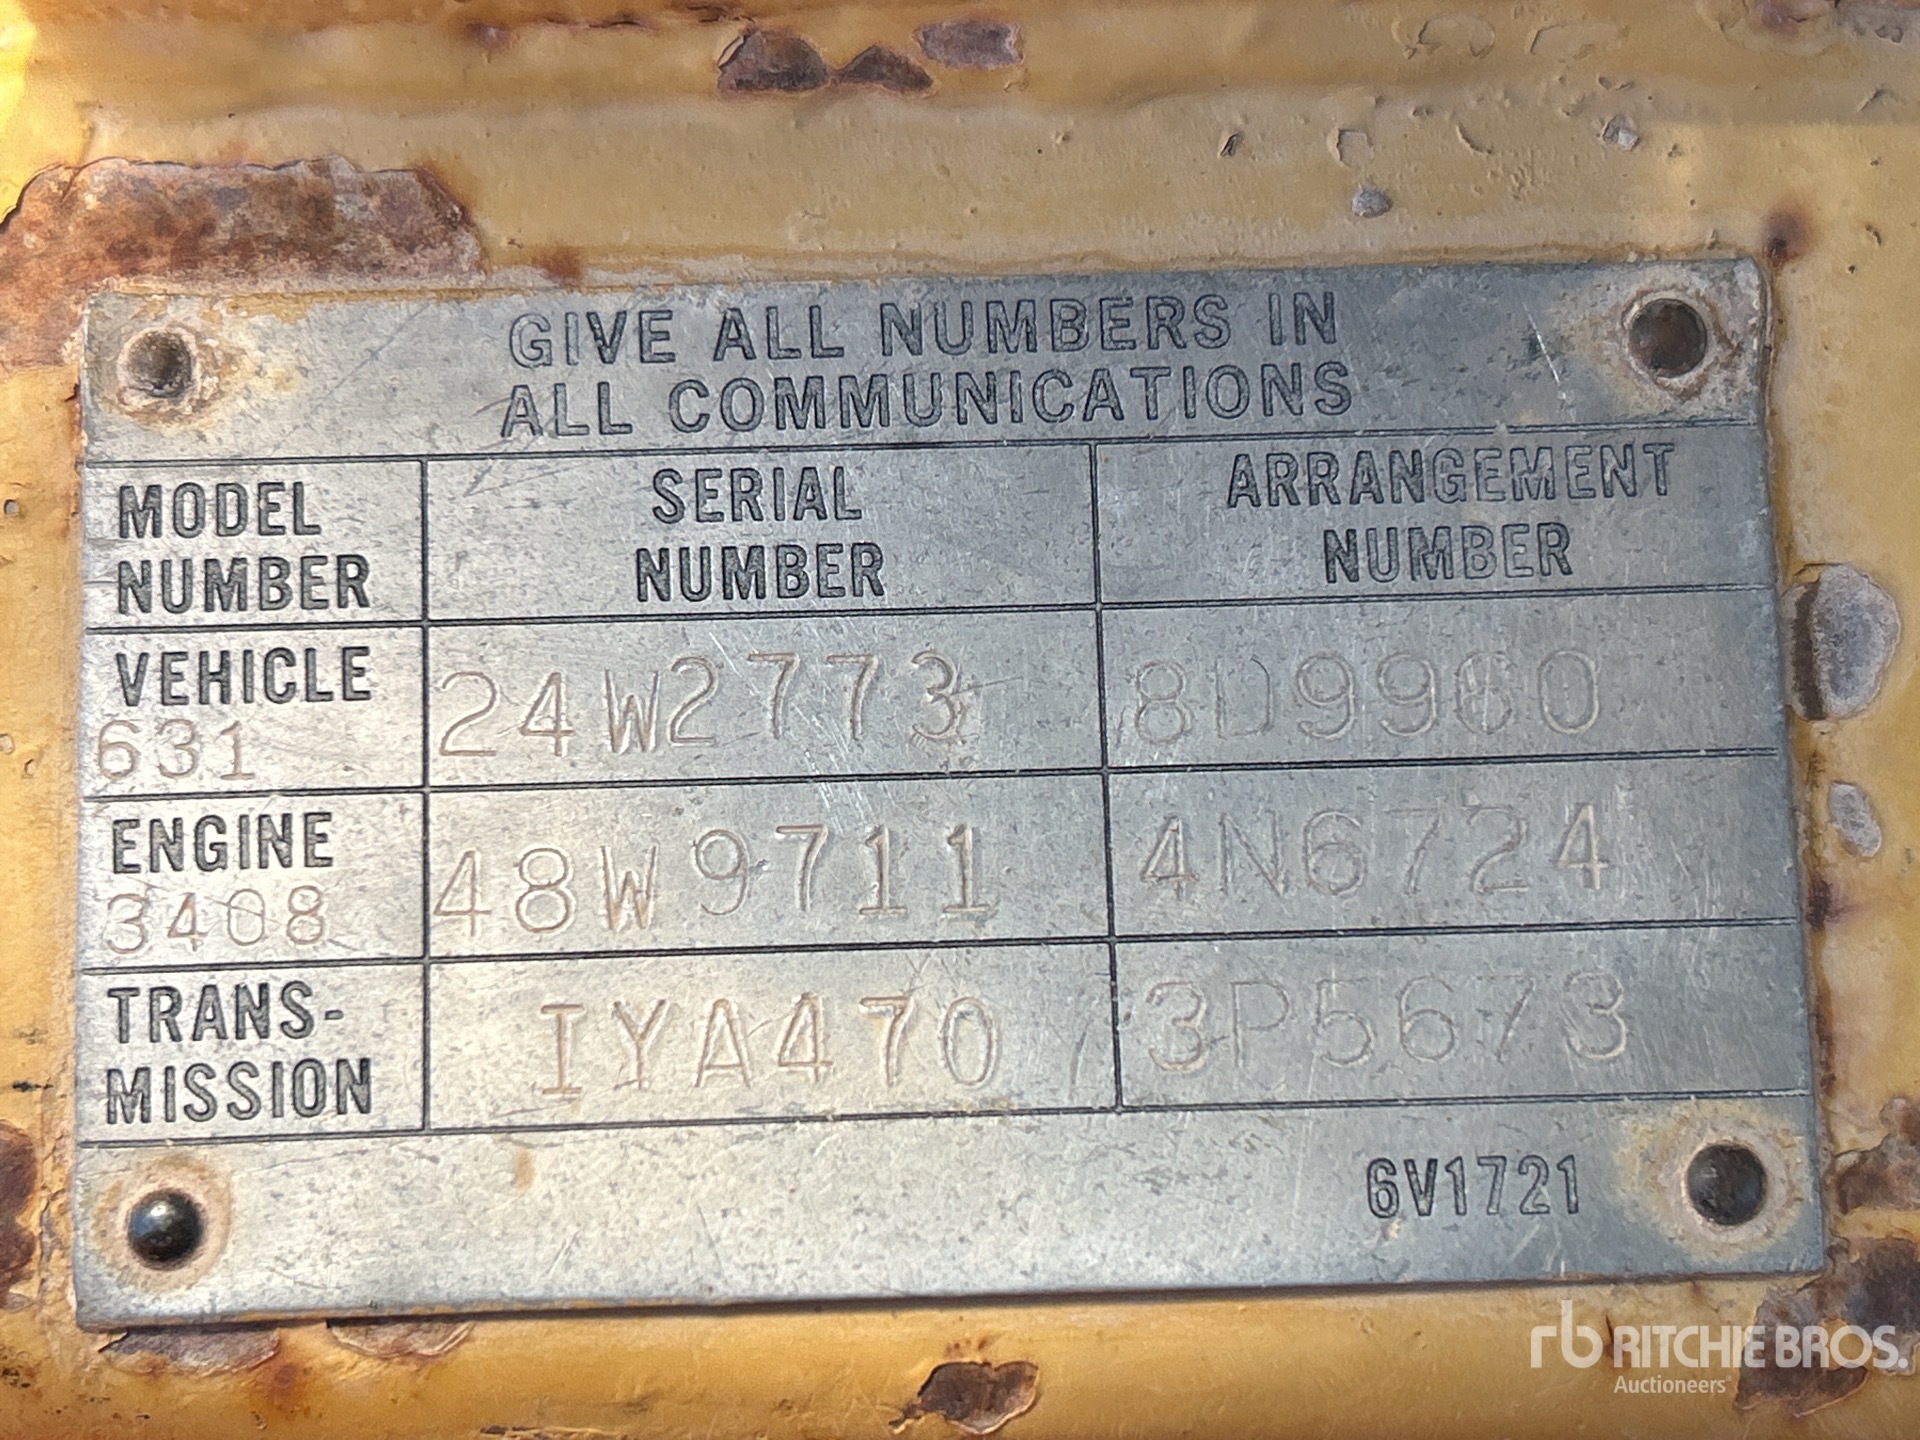 GIVE ALL NUMBERS IN
ALL COMMUNICATIONS
MODEL NUMBER
SERIAL NUMBER
ARRANGEMENT NUMBER
VEHICLE
631
24W2773
8D9960
ENGINE
3408
48W9711
4N6724
TRANS-
MISSION
IYA470
3P5673
6V1721
rb RITCHIE BROS.
Auctioneers